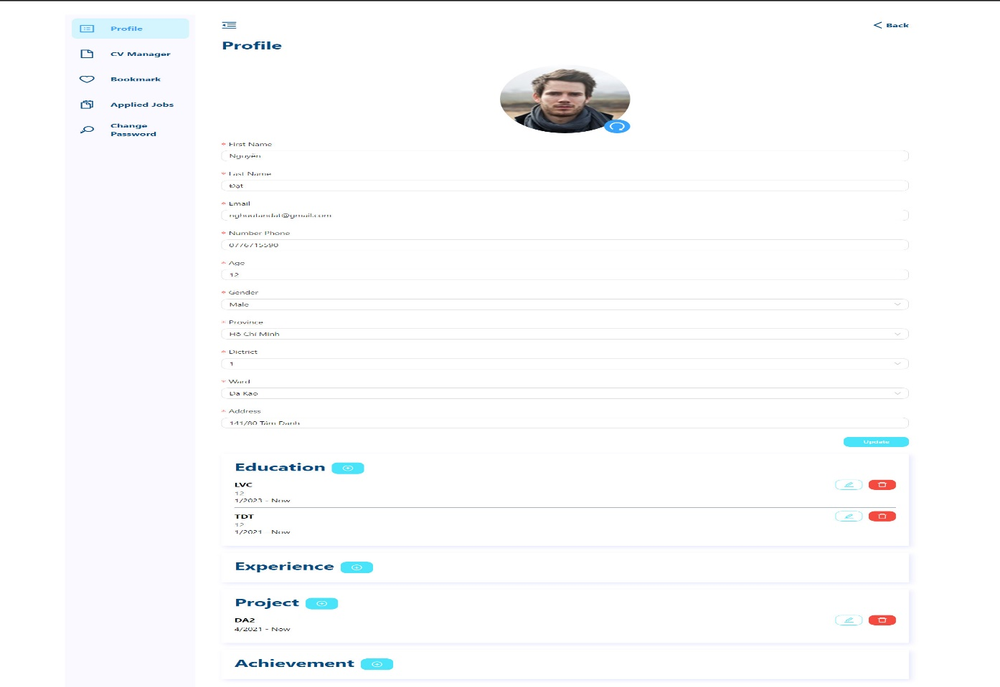 Profile
CV Manager
Bookmark
Applied Jobs
Change
Password
Back
Profile
* First Name
Nguyễn
* Last Name
Đạt
* Email
nghuutandat@gmail.com
* Number Phone
0776715590
* Age
12
* Gender
Male
* Province
Hồ Chí Minh
* District
1
* Ward
Đa Kao
* Address
141/80 Tám Danh
Update
Education
LVC
12
1/2023 - Now
TDT
12
1/2021 - Now
Experience
Project
DA2
4/2021 - Now
Achievement